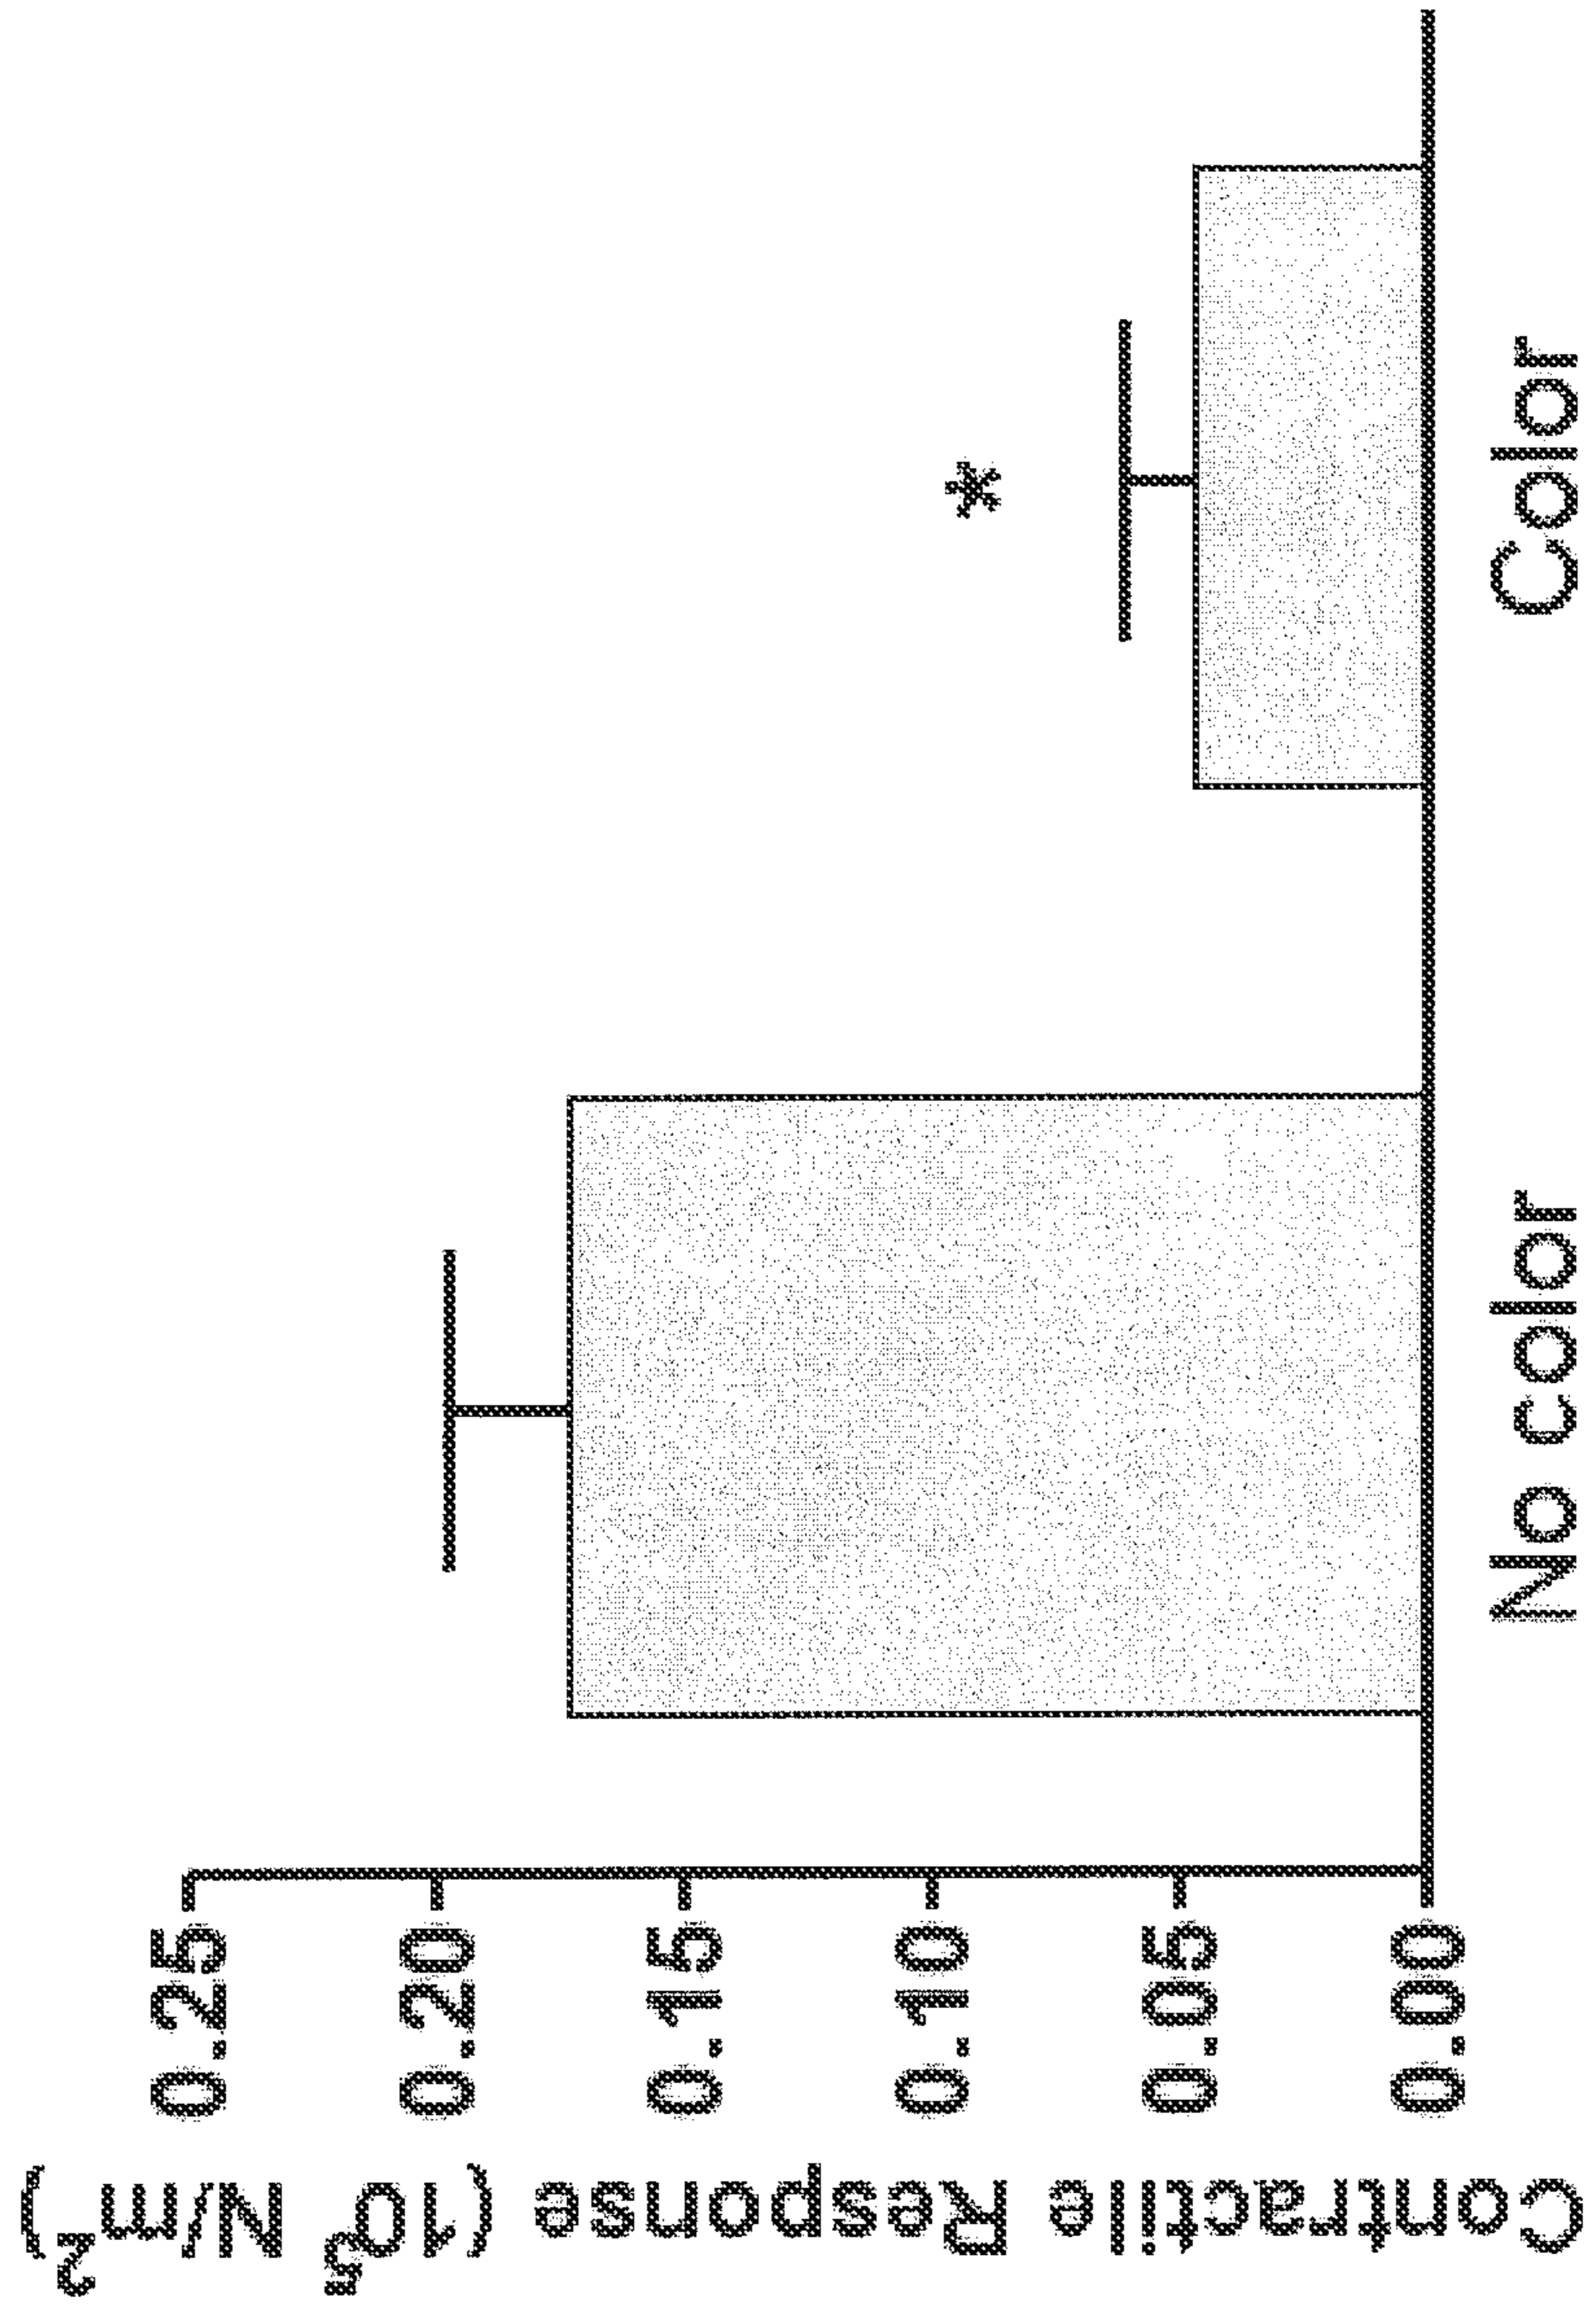 Contractile Response (10⁵ N/m²)
0.25
0.20
0.15
0.10
0.05
0.00
*
No color
Color